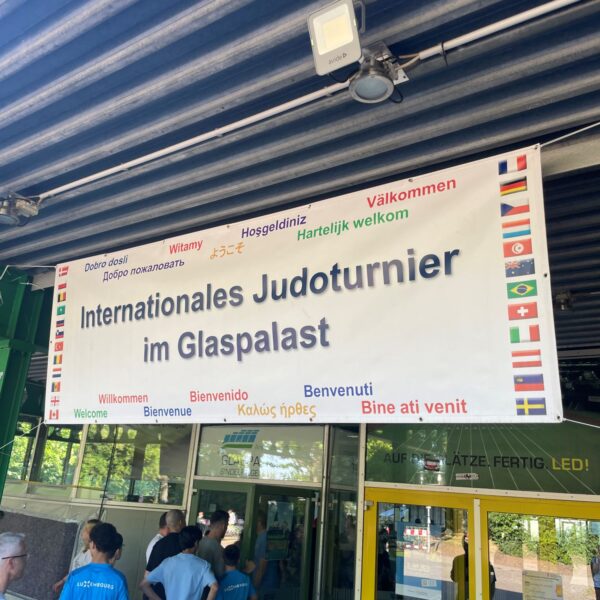 Välkommen
Hoşgeldiniz
Hartelijk welkom
Witamy
ようこそ
Dobro dosli
Добро пожаловать
Internationales Judoturnier
im Glaspalast
Willkommen
Bienvenido
Benvenuti
Welcome
Bienvenue
Καλώς ήρθες
Bine ati venit
AUF DIE PLÄTZE. FERTIG. LED!
LUXEMBOURG